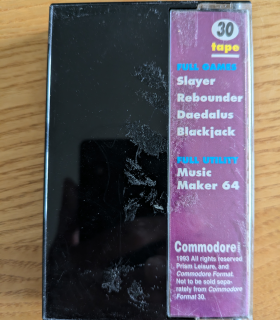 30
tape
FULL GAMES
Slayer
Rebounder
Daedalus
Blackjack
FULL UTILITY
Music
Maker 64
Commodore
1993 All rights reserved
Prism Leisure, and
Commodore Format.
Not to be sold sepa-
rately from Commodore
Format 30.